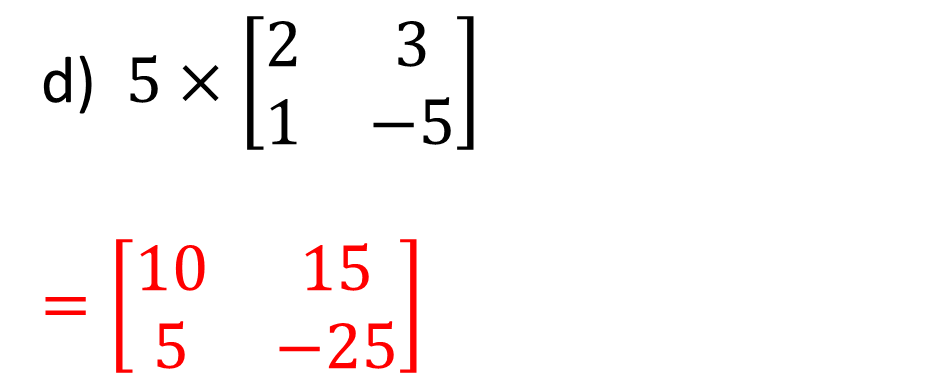 d) 5 × [2 3
1 −5]
= [10 15
5 −25]